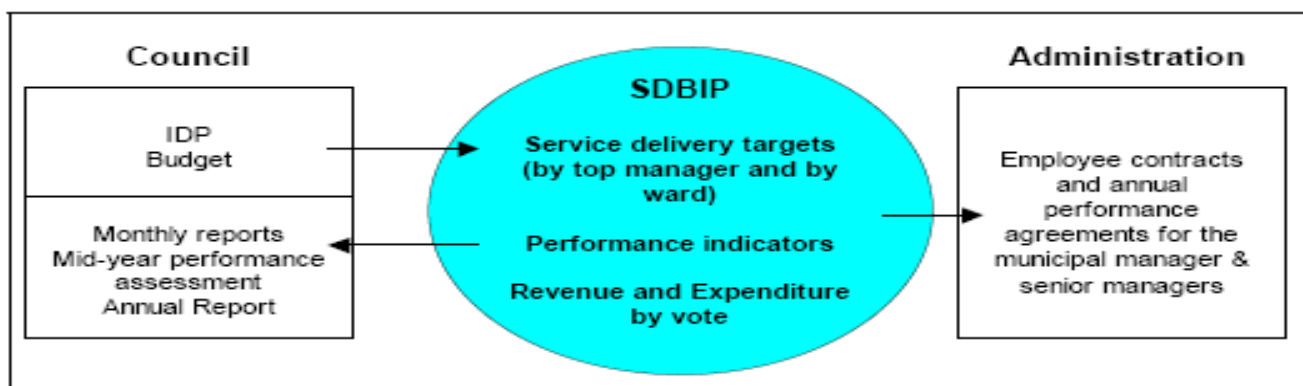 Council
IDP
Budget
Monthly reports
Mid-year performance
assessment
Annual Report
SDBIP
Service delivery targets
(by top manager and by
ward)
Performance indicators
Revenue and Expenditure
by vote
Administration
Employee contracts
and annual
performance
agreements for the
municipal manager &
senior managers